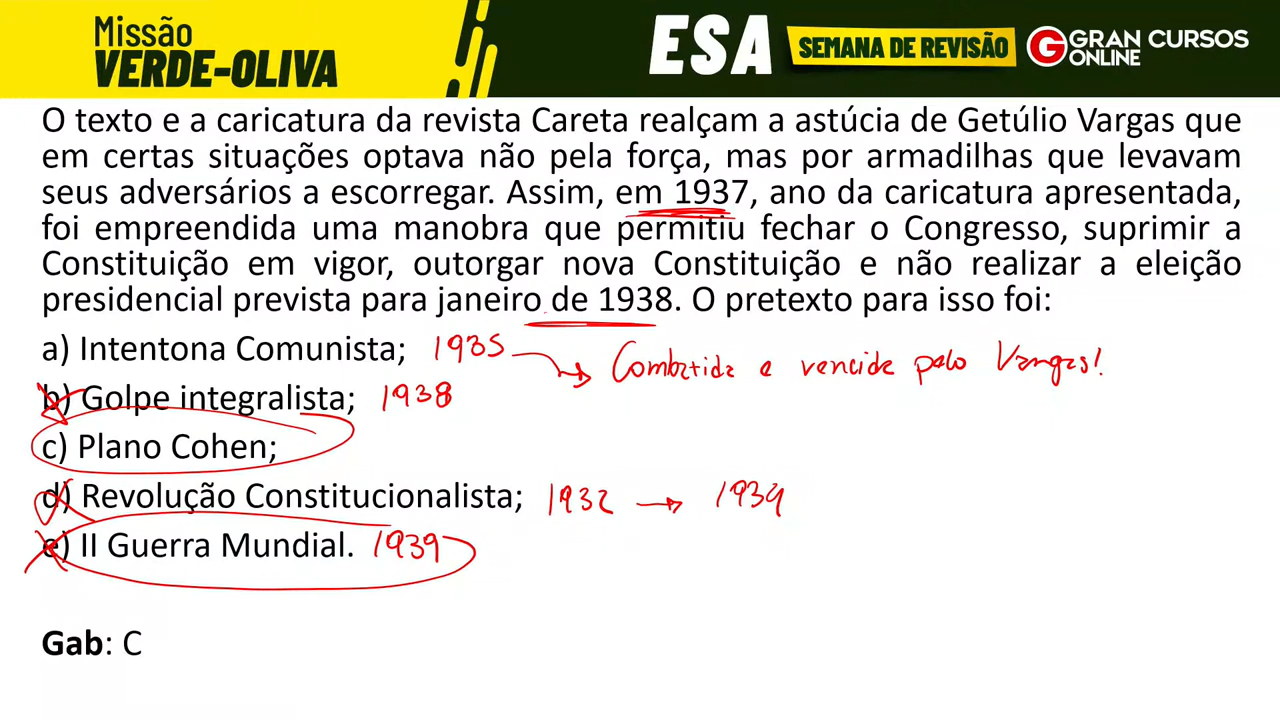 Missão
VERDE-OLIVA
ESA
SEMANA DE REVISÃO
GRAN CURSOS
ONLINE
O texto e a caricatura da revista Careta realçam a astúcia de Getúlio Vargas que
em certas situações optava não pela força, mas por armadilhas que levavam
seus adversários a escorregar. Assim, em 1937, ano da caricatura apresentada,
foi empreendida uma manobra que permitiu fechar o Congresso, suprimir a
Constituição em vigor, outorgar nova Constituição e não realizar a eleição
presidencial prevista para janeiro de 1938. O pretexto para isso foi:
a) Intentona Comunista; 1935 Combatida e vencida pelo Vargas!
b) Golpe integralista; 1938
c) Plano Cohen;
d) Revolução Constitucionalista; 1932 → 1934
e) II Guerra Mundial. 1939
Gab: C